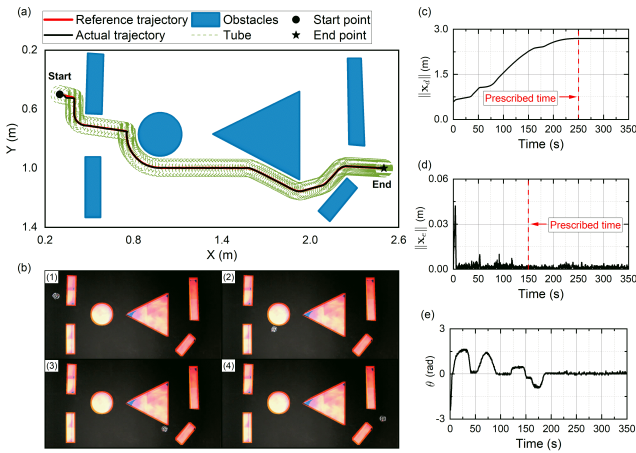 (a)
Reference trajectory
Obstacles
Start point
Actual trajectory
Tube
End point
0.2
0.6
1.0
1.4
Y (m)
Start
End
0.2
0.8
1.4
2.0
2.6
X (m)
(b)
(1)
(2)
(3)
(4)
(c)
3.0
1.5
0.0
||x_d|| (m)
Prescribed time
0 50 100 150 200 250 300 350
Time (s)
(d)
0.06
0.03
0.00
||x_e|| (m)
Prescribed time
0 50 100 150 200 250 300 350
Time (s)
(e)
3
0
-3
θ (rad)
0 50 100 150 200 250 300 350
Time (s)